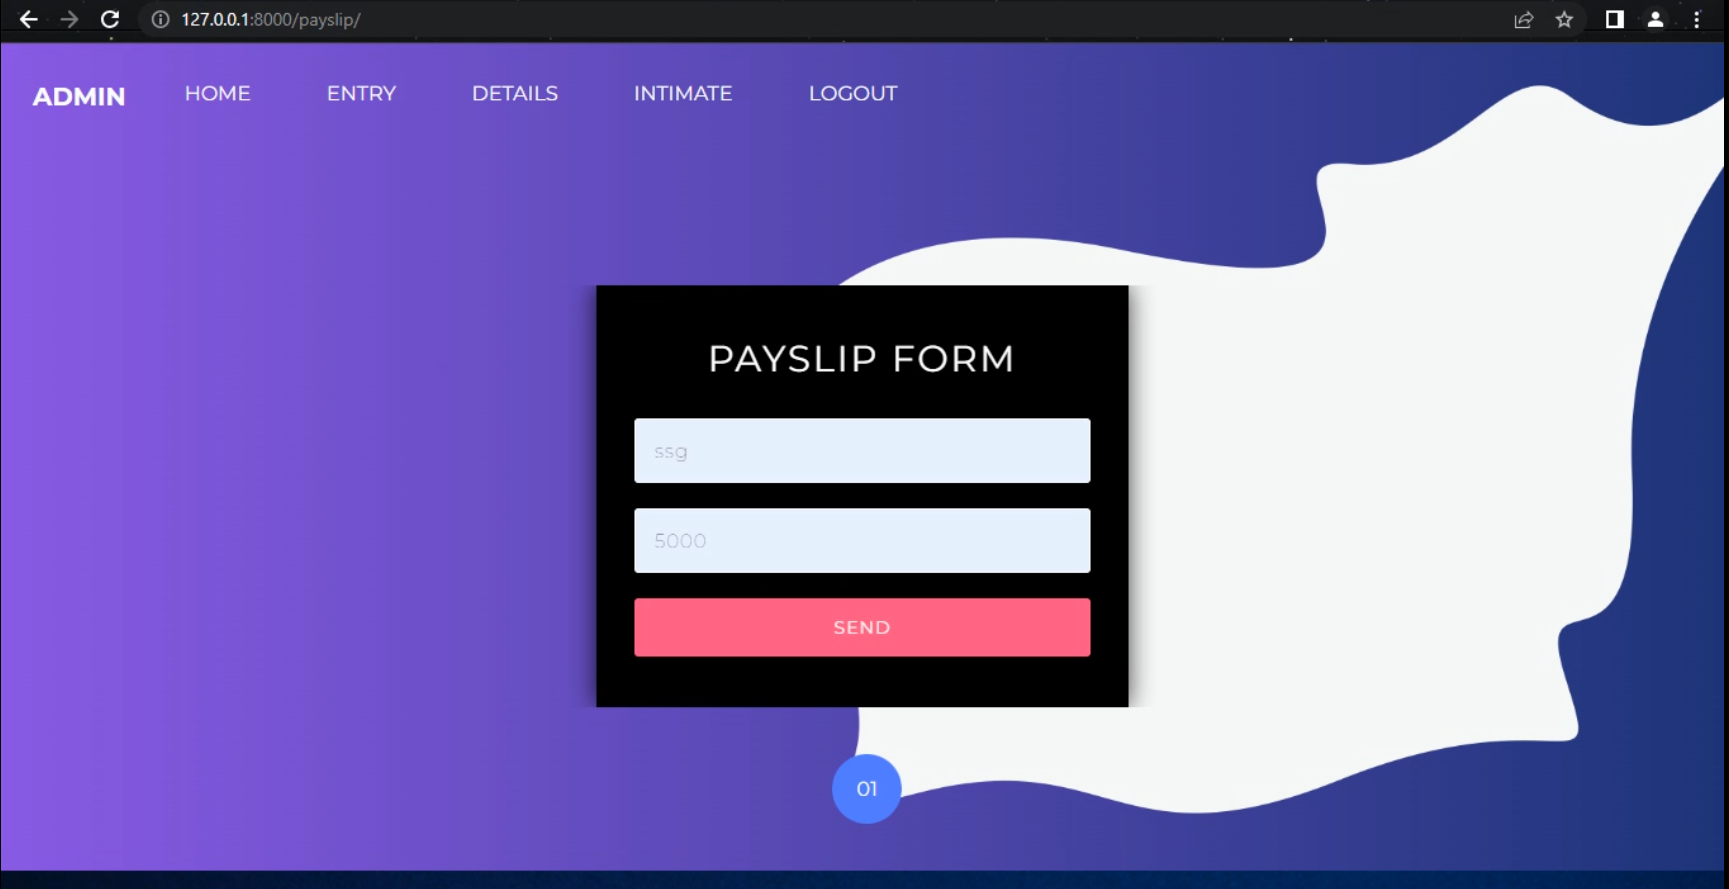 127.0.0.1:8000/payslip/
ADMIN HOME ENTRY DETAILS INTIMATE LOGOUT
PAYSLIP FORM
ssg
5000
SEND
01